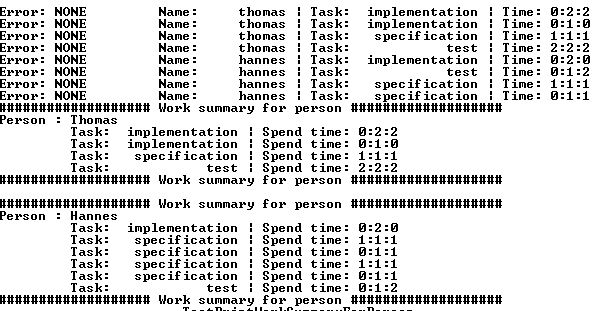 Error: NONE Name: thomas | Task: implementation | Time: 0:2:2
Error: NONE Name: thomas | Task: implementation | Time: 0:1:0
Error: NONE Name: thomas | Task: specification | Time: 1:1:1
Error: NONE Name: thomas | Task: test | Time: 2:2:2
Error: NONE Name: hannes | Task: implementation | Time: 0:2:0
Error: NONE Name: hannes | Task: test | Time: 0:1:2
Error: NONE Name: hannes | Task: specification | Time: 1:1:1
Error: NONE Name: hannes | Task: specification | Time: 0:1:1
################### Work summary for person ###################
Person : Thomas
Task: implementation | Spend time: 0:2:2
Task: implementation | Spend time: 0:1:0
Task: specification | Spend time: 1:1:1
Task: test | Spend time: 2:2:2
################### Work summary for person ###################
################### Work summary for person ###################
Person : Hannes
Task: implementation | Spend time: 0:2:0
Task: specification | Spend time: 1:1:1
Task: specification | Spend time: 0:1:1
Task: specification | Spend time: 1:1:1
Task: specification | Spend time: 0:1:1
Task: test | Spend time: 0:1:2
################### Work summary for person ###################
TestPrintWorkSummaryForPerson